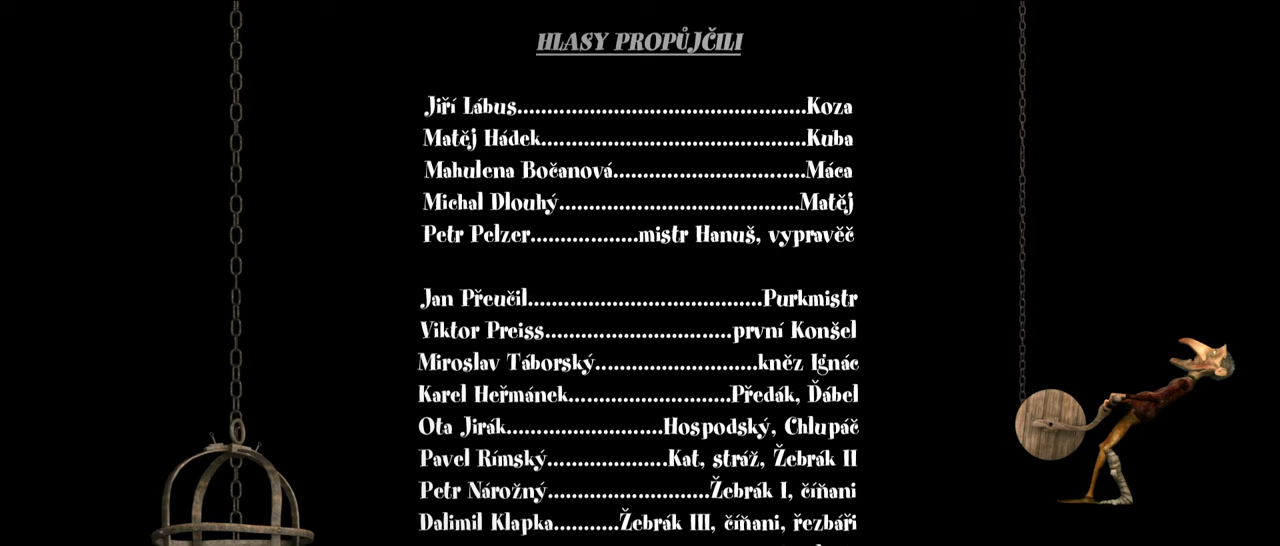 HLASY PROPŮJČILI
Jiří Lábus.............................................Koza
Matěj Hádek............................................Kuba
Mahulena Bočanová................................Máca
Michal Dlouhý........................................Matěj
Petr Pelzer..................mistr Hanuš, vypravěč
Jan Přeučil.......................................Purkmistr
Viktor Preiss...............................první Konšel
Miroslav Táborský...........................kněz Ignác
Karel Heřmánek...........................Předák, Ďábel
Ota Jirák..........................Hospodský, Chlupáč
Pavel Rímský....................Kat, stráž, Žebrák II
Petr Nárožný...........................Žebrák I, číňani
Dalimil Klapka...........Žebrák III, číňani, řezbáři